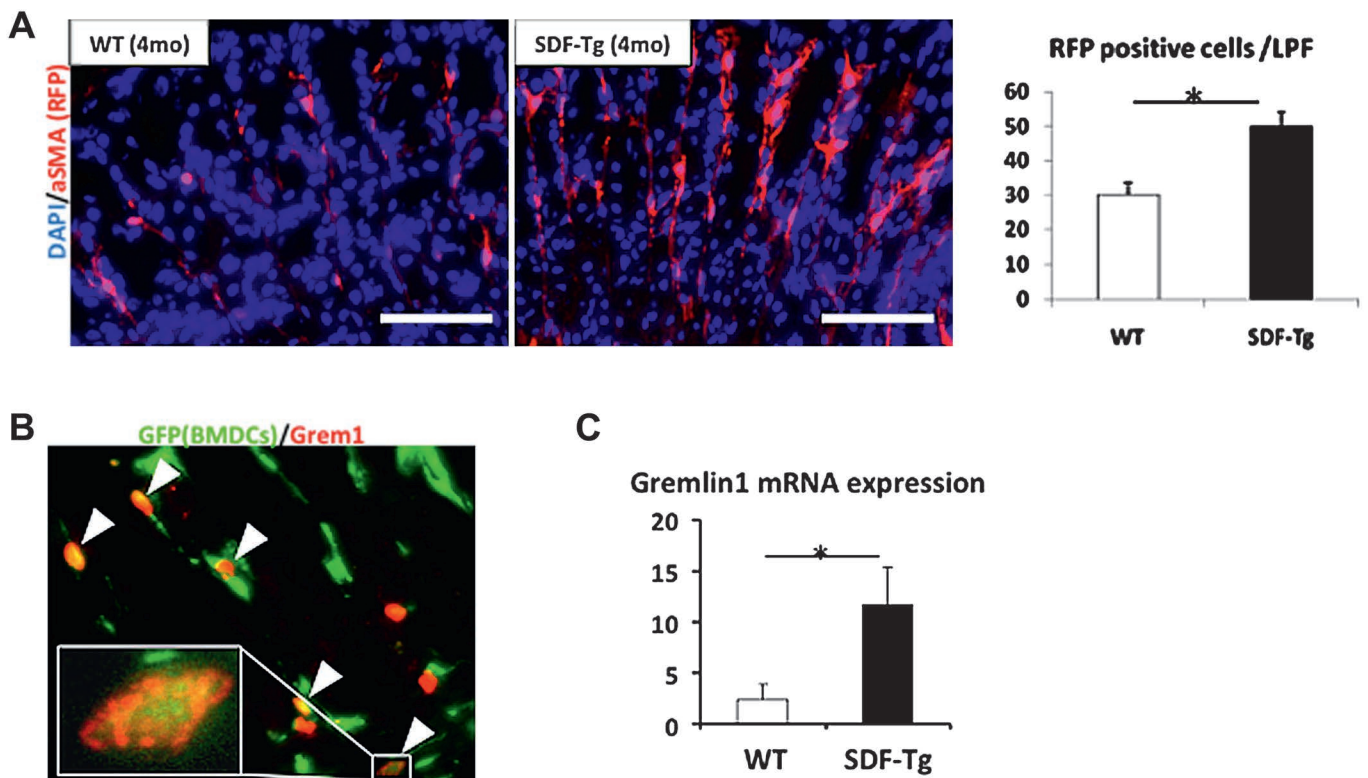 A
DAPI/aSMA (RFP)
WT (4mo)
SDF-Tg (4mo)
RFP positive cells /LPF
60
50
40
30
20
10
0
*
WT
SDF-Tg
B
GFP(BMDCs)/Grem1
C
Gremlin1 mRNA expression
20
15
10
5
0
*
WT
SDF-Tg